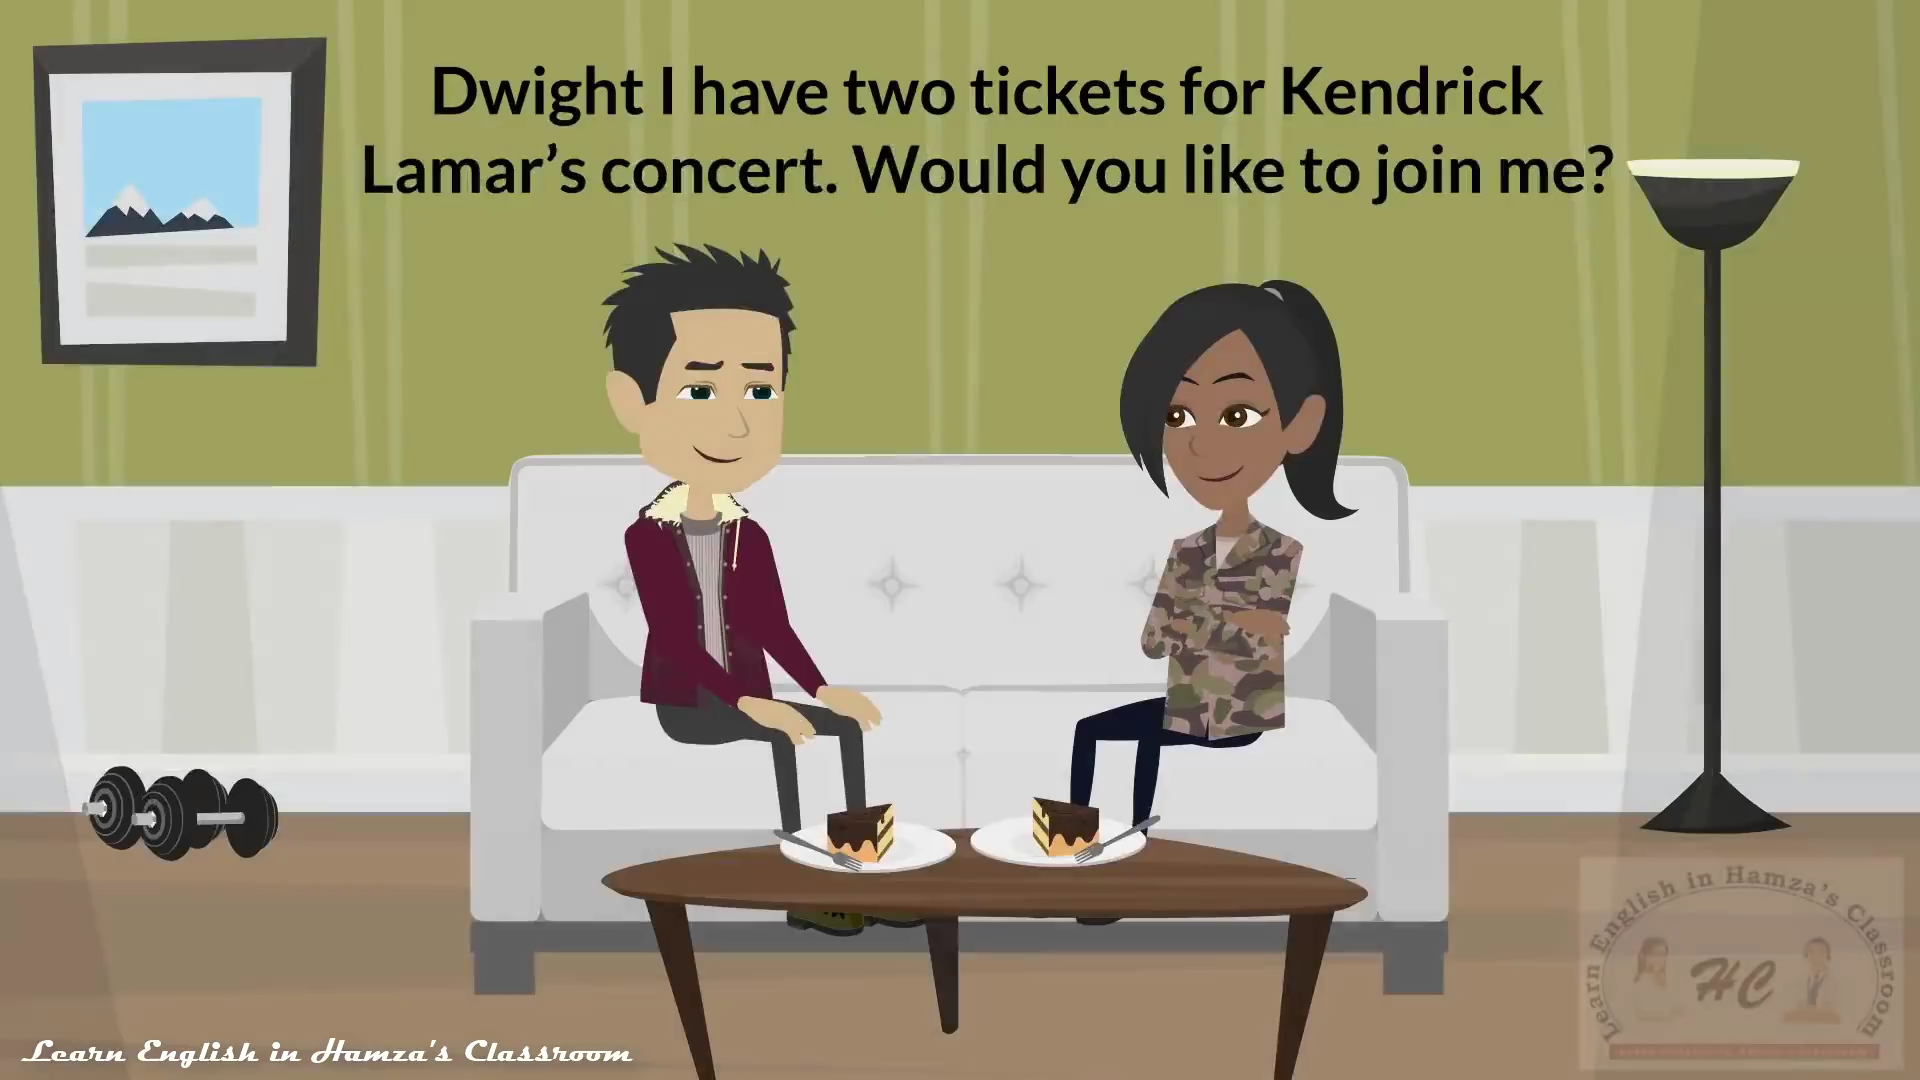 Dwight I have two tickets for Kendrick
Lamar’s concert. Would you like to join me?
Learn English in Hamza's Classroom
HC
Learn English in Hamza's Classroom